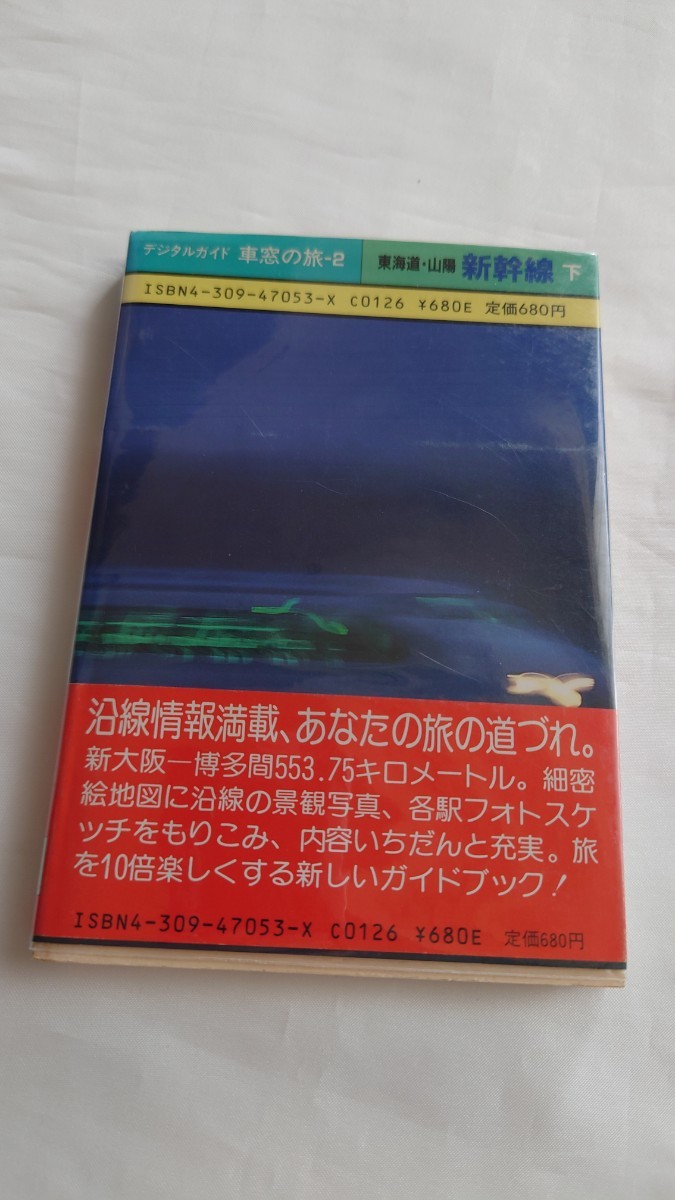 デジタルガイド 車窓の旅-2 東海道・山陽 新幹線 下
ISBN4-309-47053-X C0126 ¥680E 定価680円
沿線情報満載、あなたの旅の道づれ。
新大阪―博多間553.75キロメートル。細密
絵地図に沿線の景観写真、各駅フォトスケ
ッチをもりこみ、内容いちだんと充実。旅
を10倍楽しくする新しいガイドブック！
ISBN4-309-47053-X C0126 ¥680E 定価680円